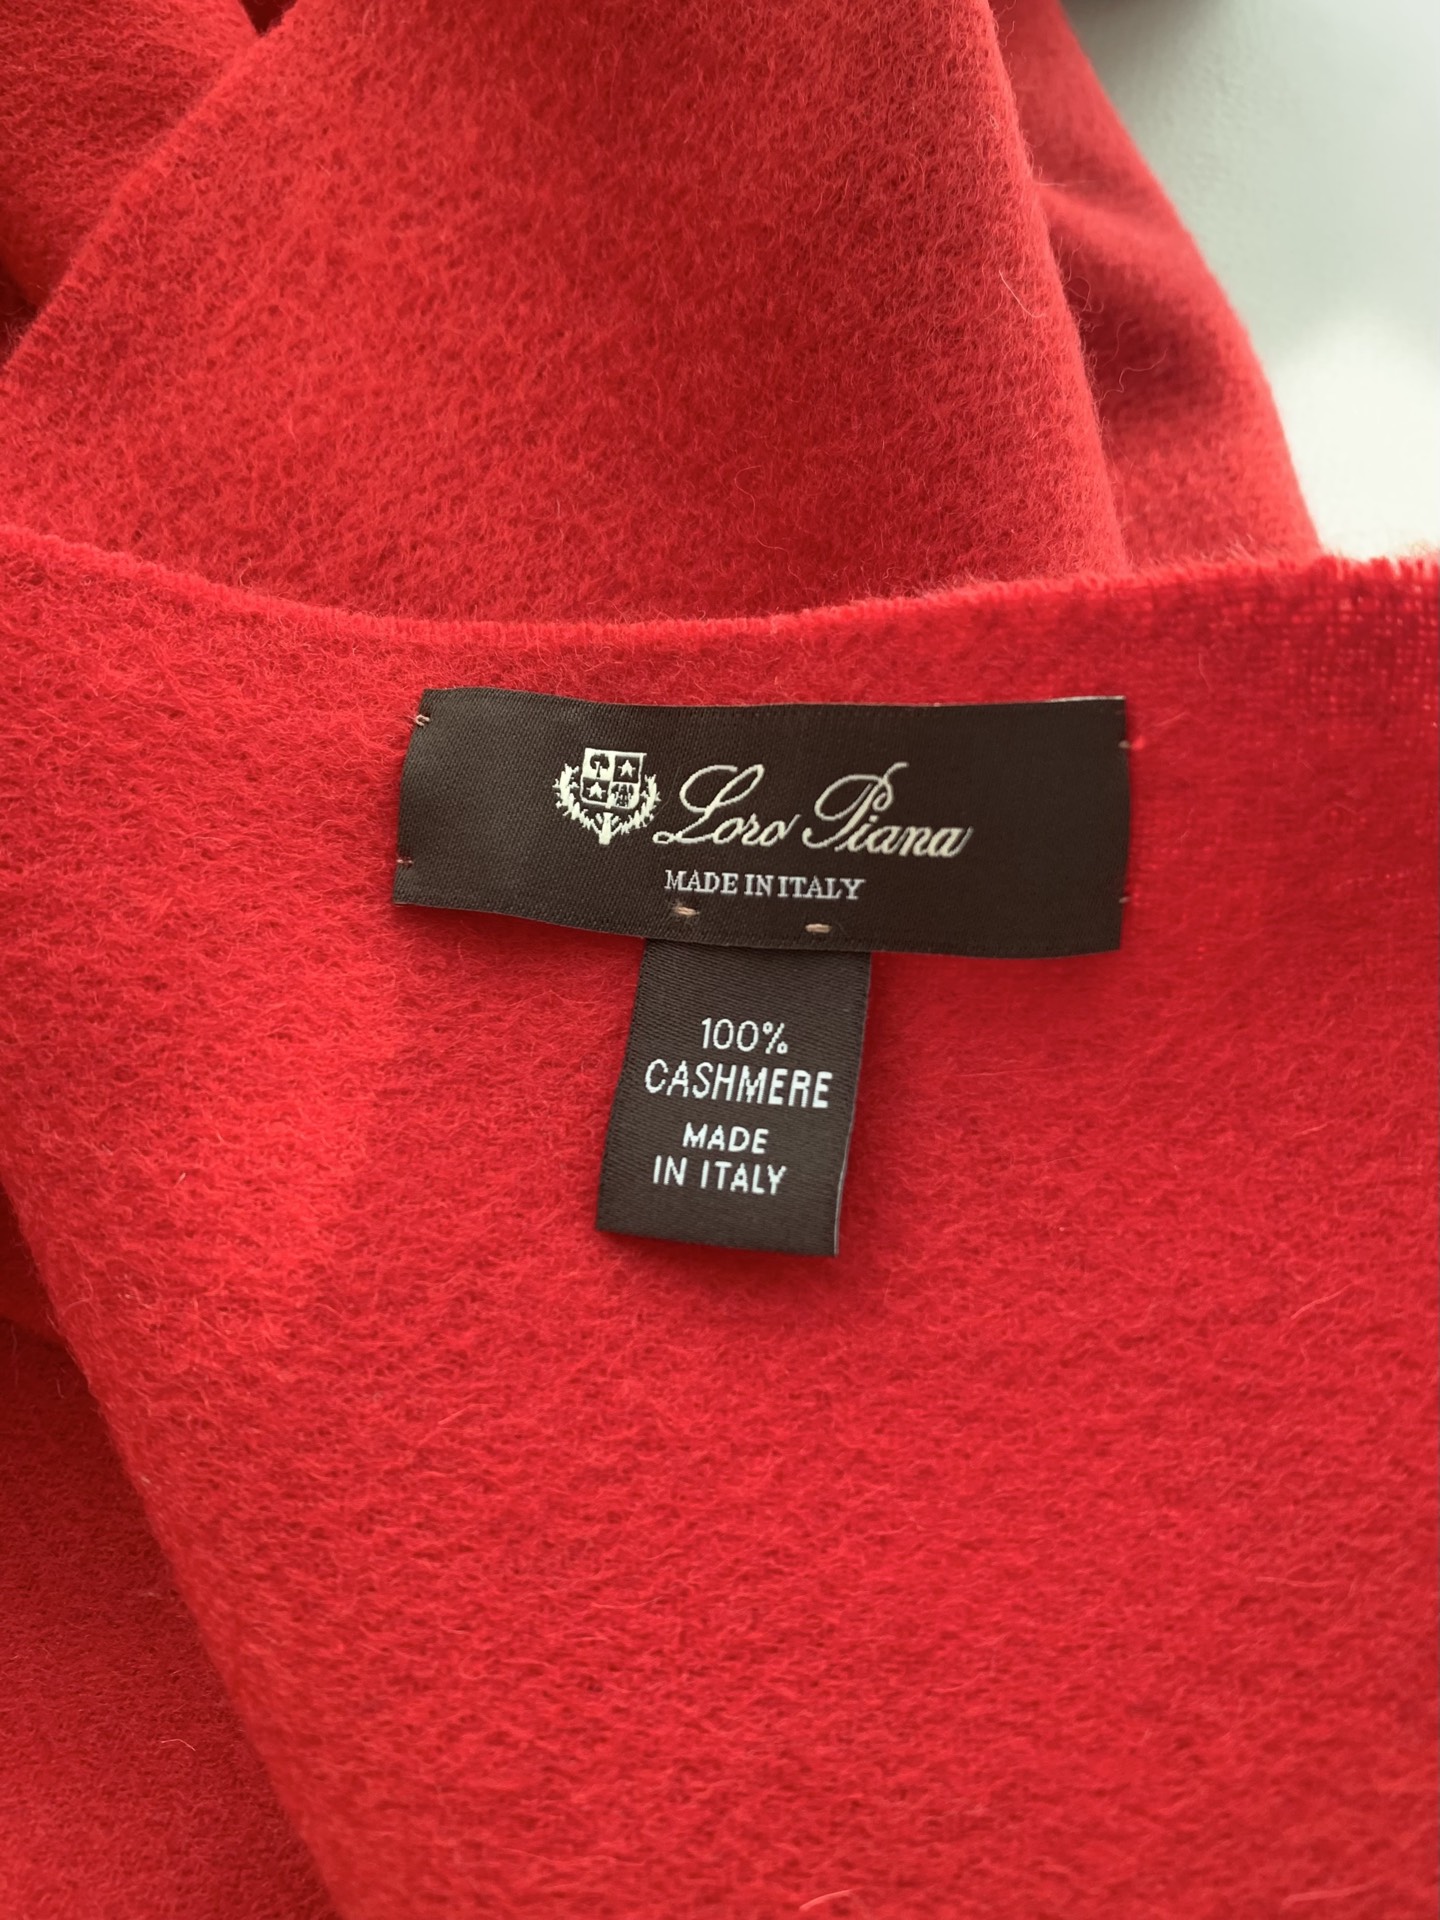 Loro Piana
MADE IN ITALY
100%
CASHMERE
MADE
IN ITALY